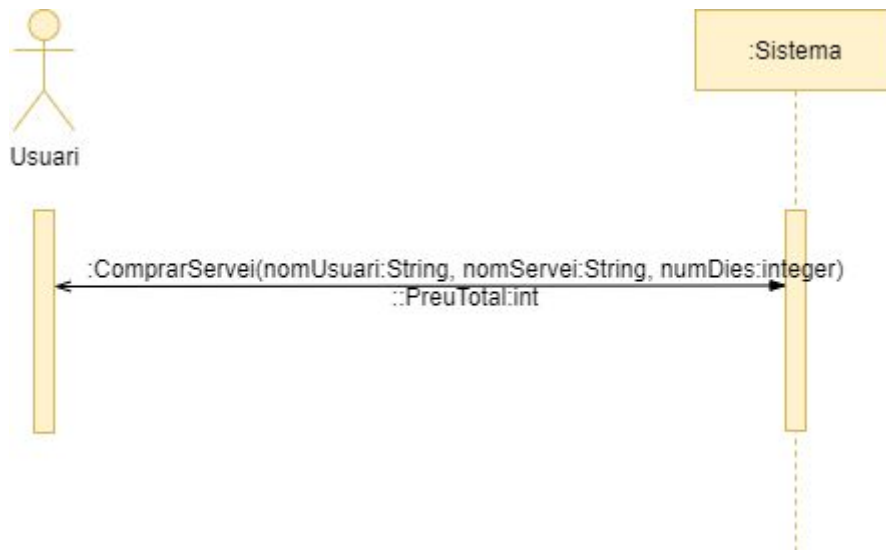 :Sistema
Usuari
:ComprarServei(nomUsuari:String, nomServei:String, numDies:integer)
::PreuTotal:int